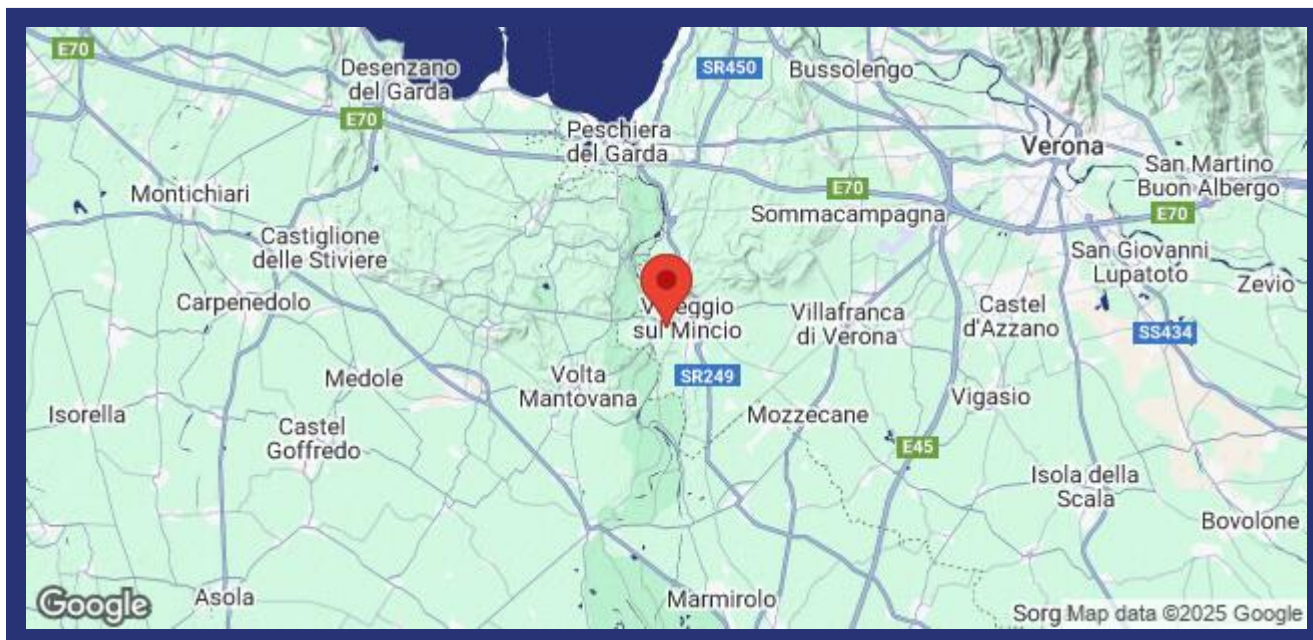 E70
Desenzano
del Garda
E70
SR450
Bussolengo
Peschiera
del Garda
Verona
San Martino
Buon Albergo
E70
Montichiari
E70
Sommacampagna
Castiglione
delle Stiviere
San Giovanni
Lupatoto
Zevio
Carpenedolo
sul Mincio
Villafranca
di Verona
Castel
d'Azzano
SS434
Medole
Volta
Mantovana
SR249
Vigasio
Isorella
Castel
Goffredo
Mozzecane
E45
Isola della
Scala
Bovolone
Asola
Marmirolo
Google
Sorg Map data ©2025 Google